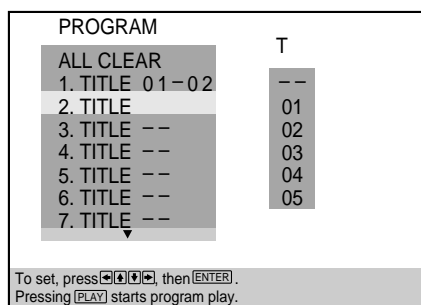 PROGRAM
T
ALL CLEAR
1. TITLE 01–02
2. TITLE
3. TITLE – –
4. TITLE – –
5. TITLE – –
6. TITLE – –
7. TITLE – –
– –
01
02
03
04
05
To set, press ←↑↓→, then ENTER.
Pressing PLAY starts program play.